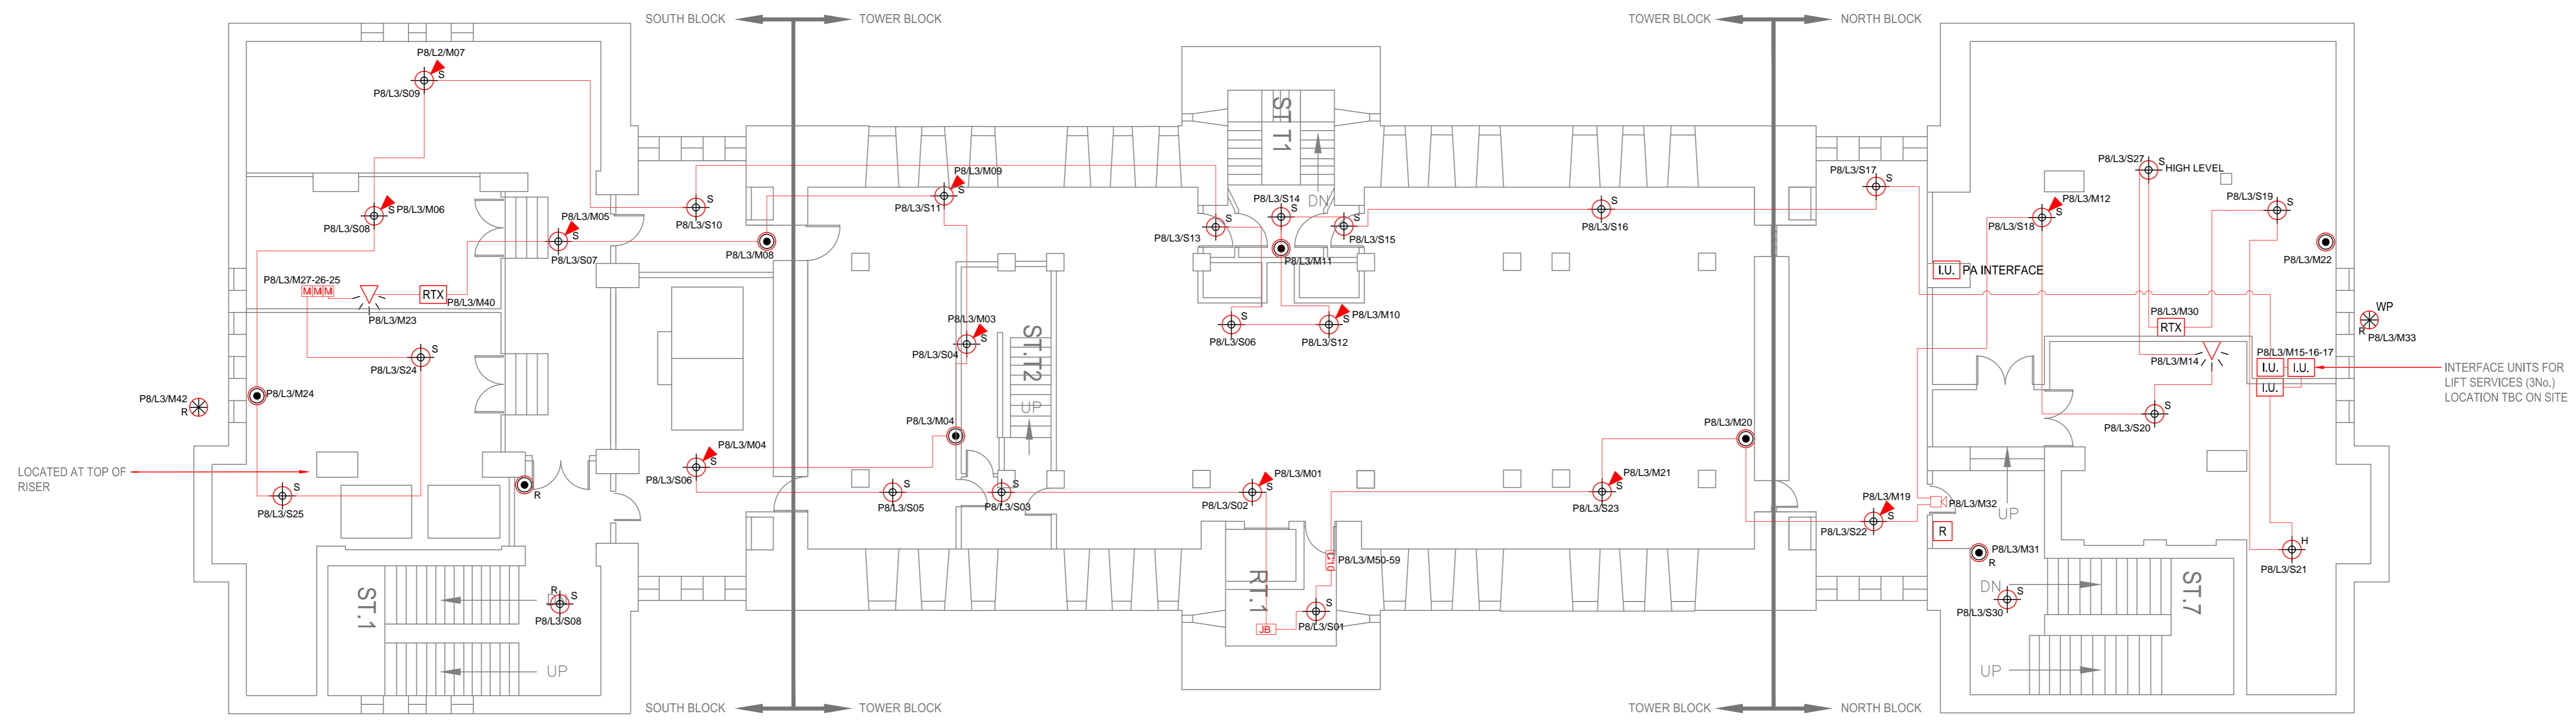 SOUTH BLOCK
TOWER BLOCK
TOWER BLOCK
NORTH BLOCK
P8/L2/M07
S
P8/L3/S09
S
P8/L3/M06
P8/L3/S08
P8/L3/M05
S
P8/L3/S07
S
P8/L3/S10
P8/L3/M08
P8/L3/M09
S
P8/L3/S11
ST.T1
DN
P8/L3/S14
S
S
P8/L3/S13
S
P8/L3/S15
P8/L3/M11
S
P8/L3/S16
P8/L3/S17
S
P8/L3/S27
S
HIGH LEVEL
P8/L3/M12
S
P8/L3/S18
P8/L3/S19
S
P8/L3/M22
I.U.
PA INTERFACE
P8/L3/M27-26-25
M
M
M
RTX
P8/L3/M40
P8/L3/M23
P8/L3/M03
S
P8/L3/S04
ST.T2
UP
S
P8/L3/S06
S
P8/L3/M10
P8/L3/S12
P8/L3/M30
RTX
WP
R
P8/L3/M33
P8/L3/M14
P8/L3/M15-16-17
I.U.
I.U.
I.U.
INTERFACE UNITS FOR
LIFT SERVICES (3No.)
LOCATION TBC ON SITE
S
P8/L3/S24
P8/L3/M24
P8/L3/M42
R
P8/L3/M04
S
P8/L3/S20
P8/L3/M20
LOCATED AT TOP OF
RISER
P8/L3/M04
S
P8/L3/S06
S
P8/L3/S25
R
S
P8/L3/S05
S
P8/L3/S03
P8/L3/M01
S
P8/L3/S02
P8/L3/M21
S
P8/L3/S23
P8/L3/M19
S
P8/L3/S22
P8/L3/M32
UP
R
P8/L3/M31
R
H
P8/L3/S21
C10
P8/L3/M50-59
RT.1
JB
P8/L3/S01
ST.1
R
S
P8/L3/S08
UP
DN
S
P8/L3/S30
ST.7
UP
SOUTH BLOCK
TOWER BLOCK
TOWER BLOCK
NORTH BLOCK